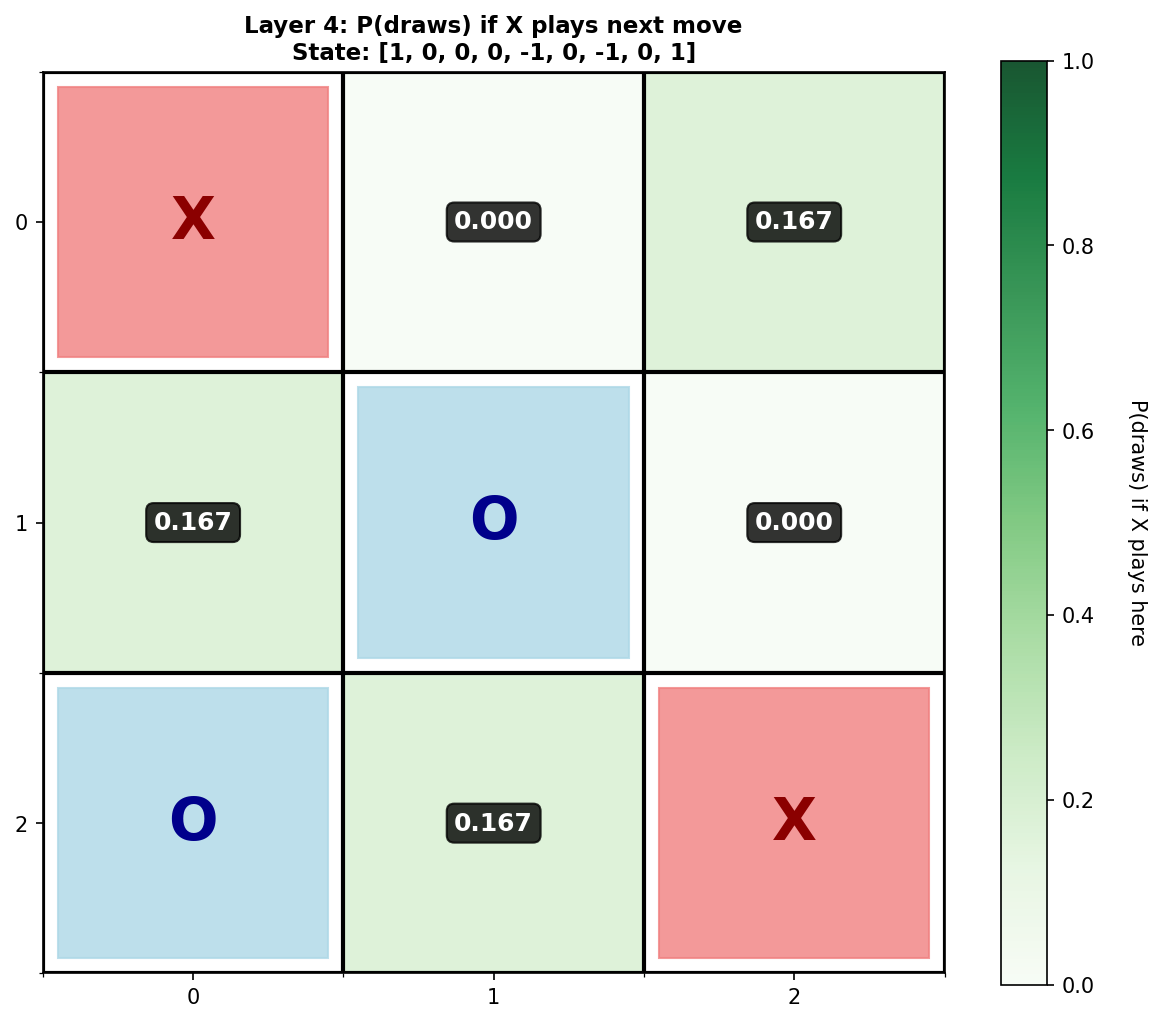 Layer 4: P(draws) if X plays next move
State: [1, 0, 0, 0, -1, 0, -1, 0, 1]
X
0.000
0.167
0.167
O
0.000
O
0.167
X
0
1
2
0
1
2
1.0
0.8
0.6
0.4
0.2
0.0
P(draws) if X plays here